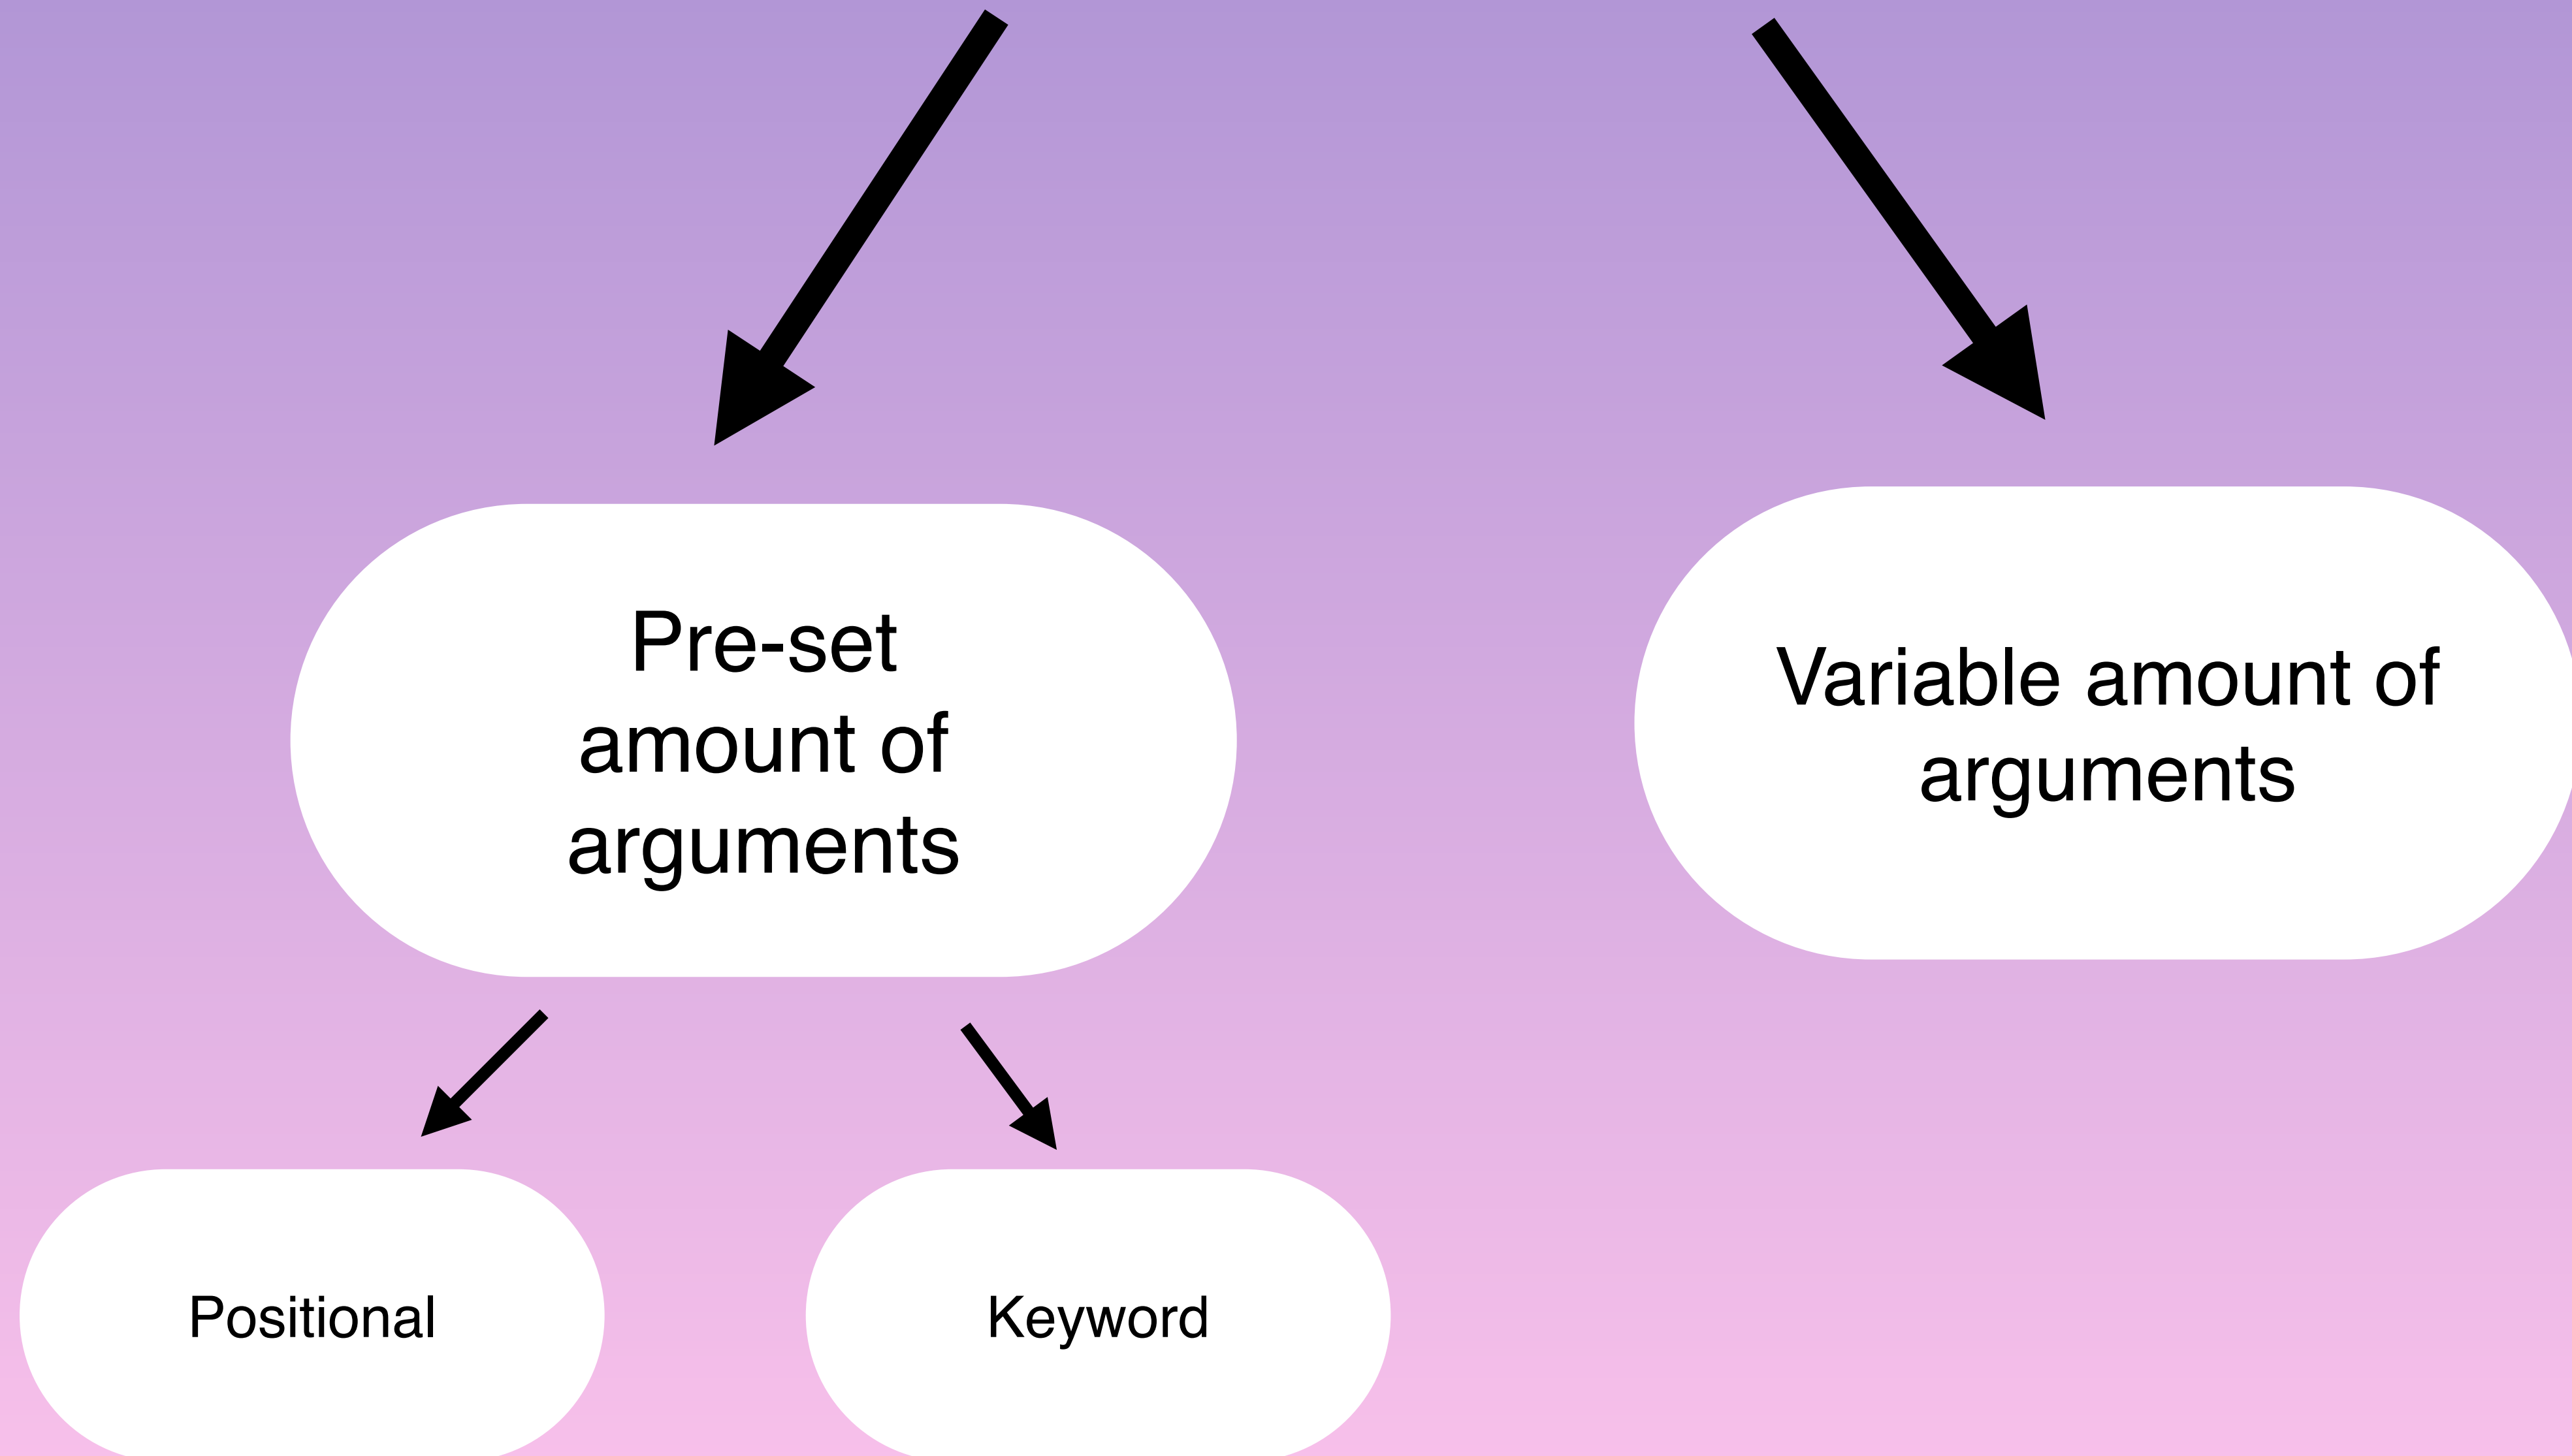 Pre-set
amount of
arguments
Variable amount of
arguments
Positional
Keyword